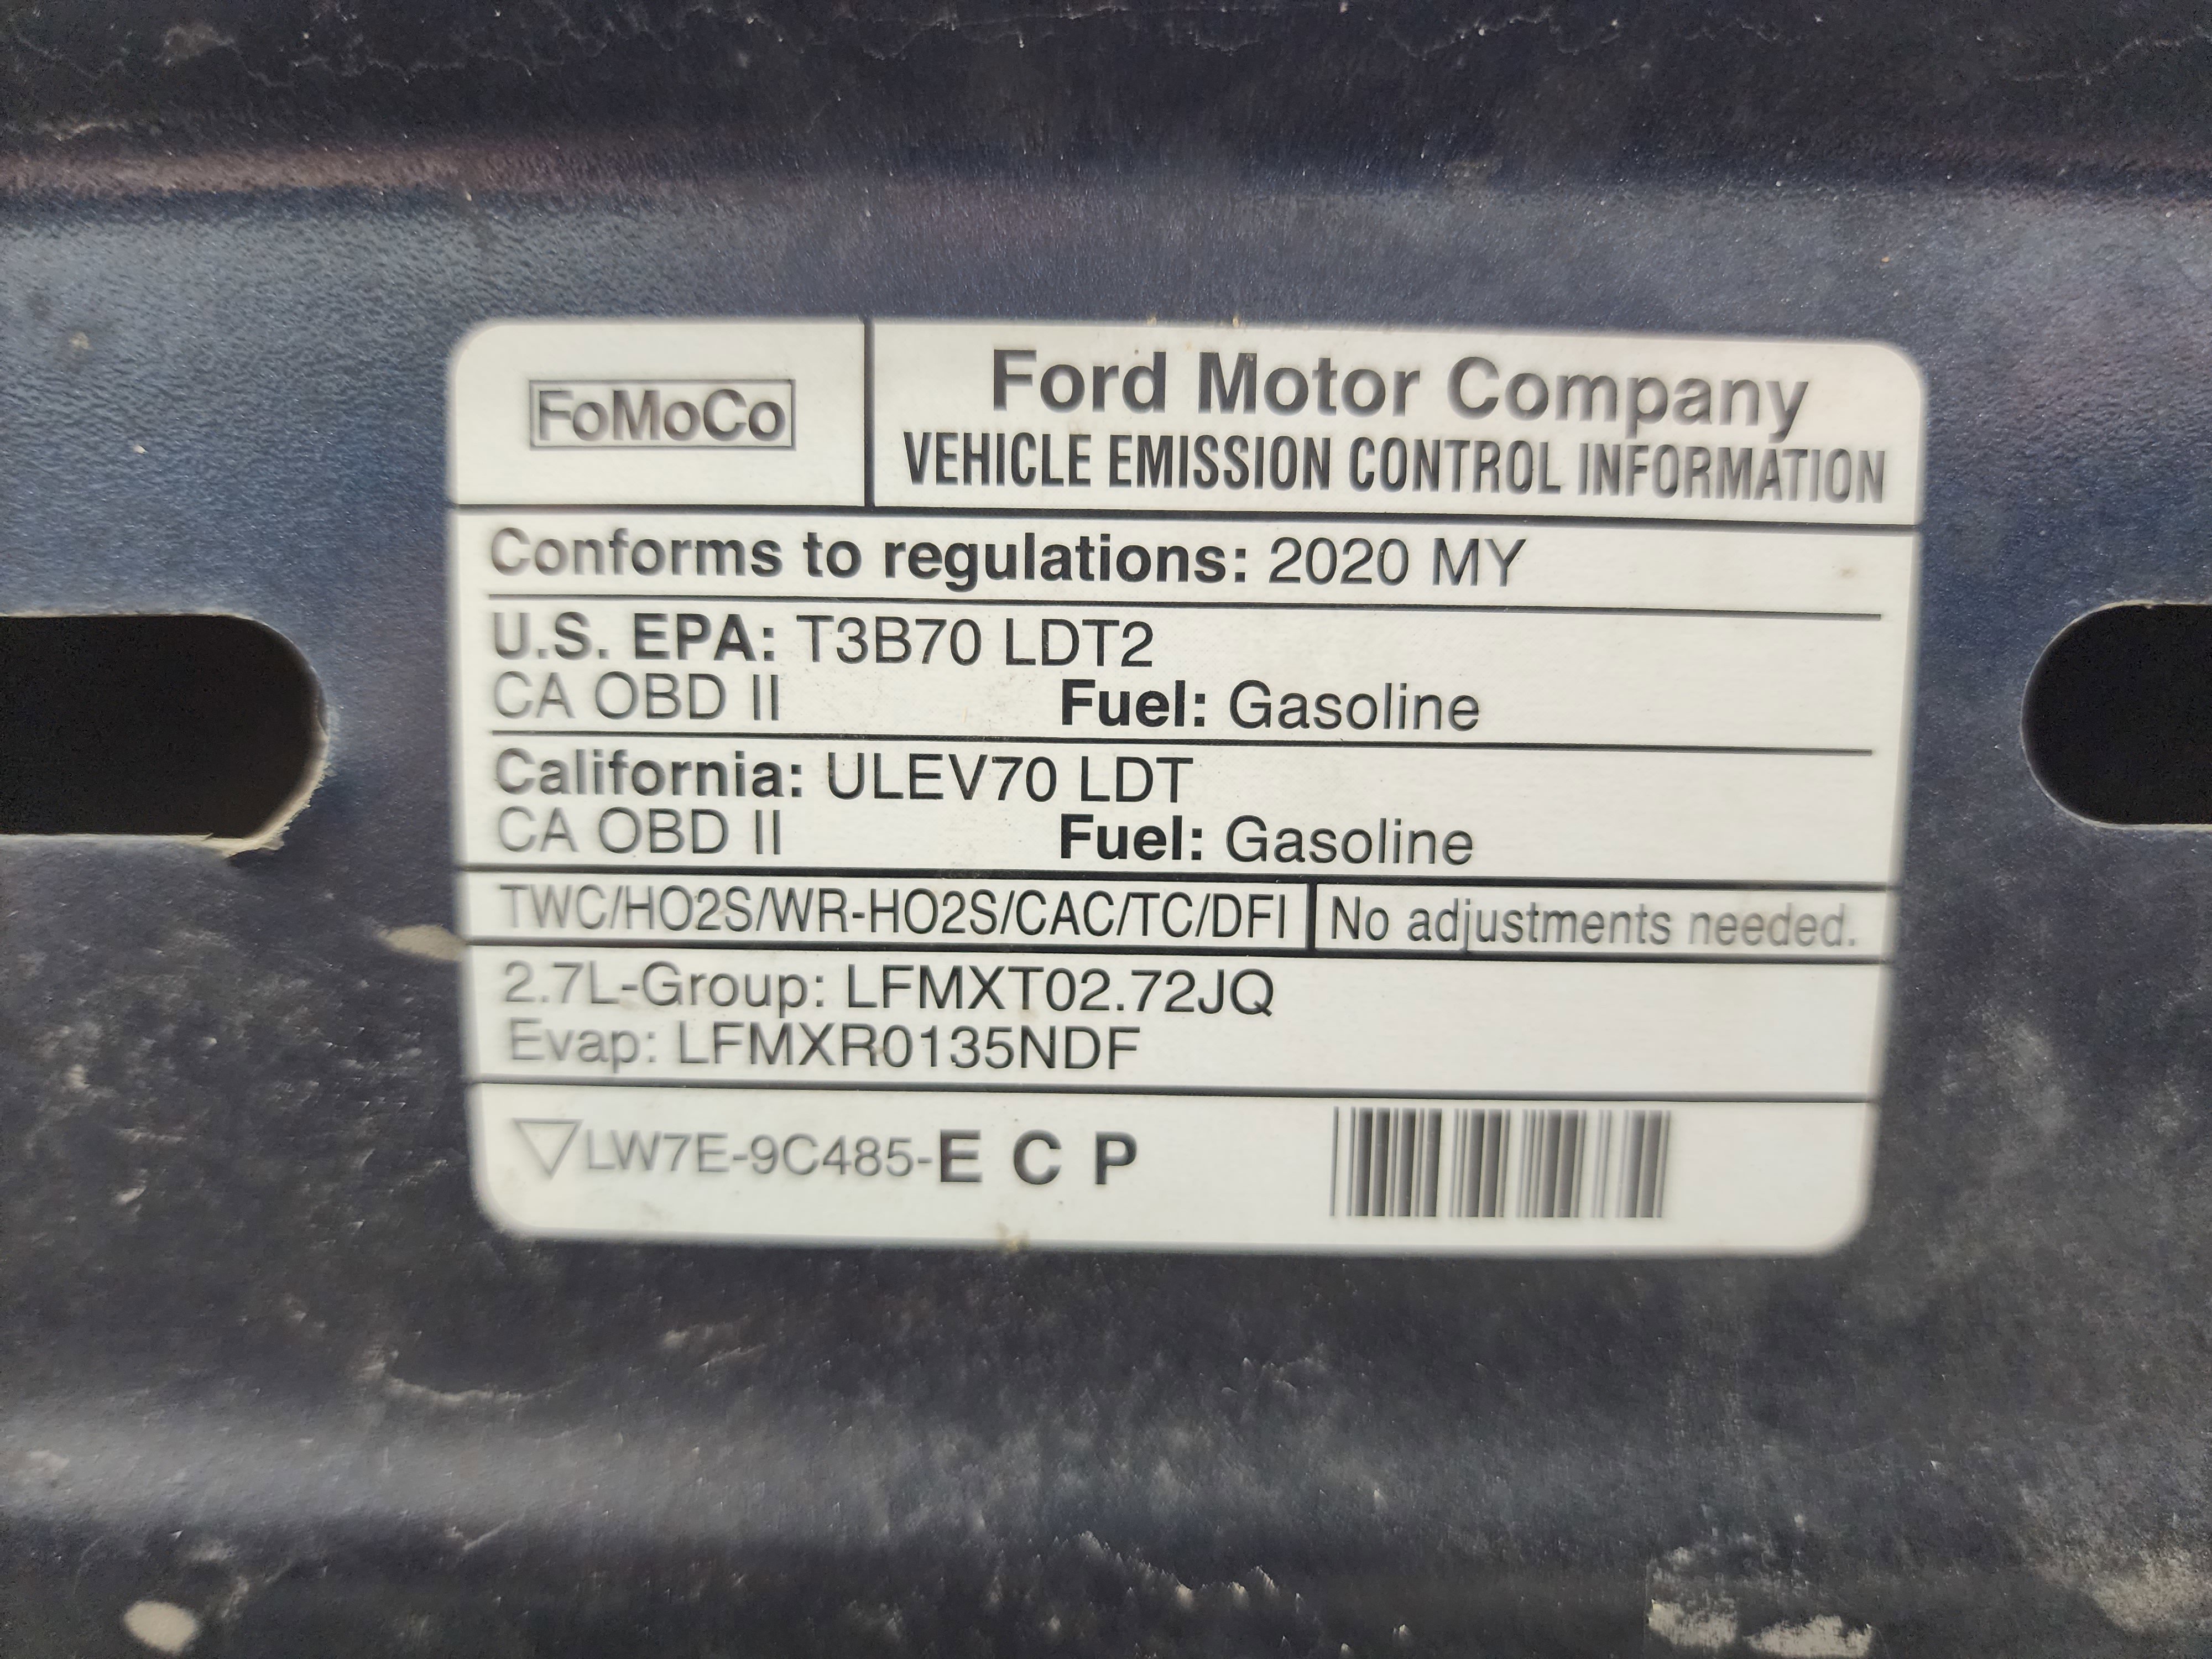 FoMoCo
Ford Motor Company
VEHICLE EMISSION CONTROL INFORMATION
Conforms to regulations: 2020 MY
U.S. EPA: T3B70 LDT2
CA OBD II Fuel: Gasoline
California: ULEV70 LDT
CA OBD II Fuel: Gasoline
TWC/HO2S/WR-HO2S/CAC/TC/DFI No adjustments needed.
2.7L-Group: LFMXT02.72JQ
Evap: LFMXR0135NDF
LW7E-9C485-E C P